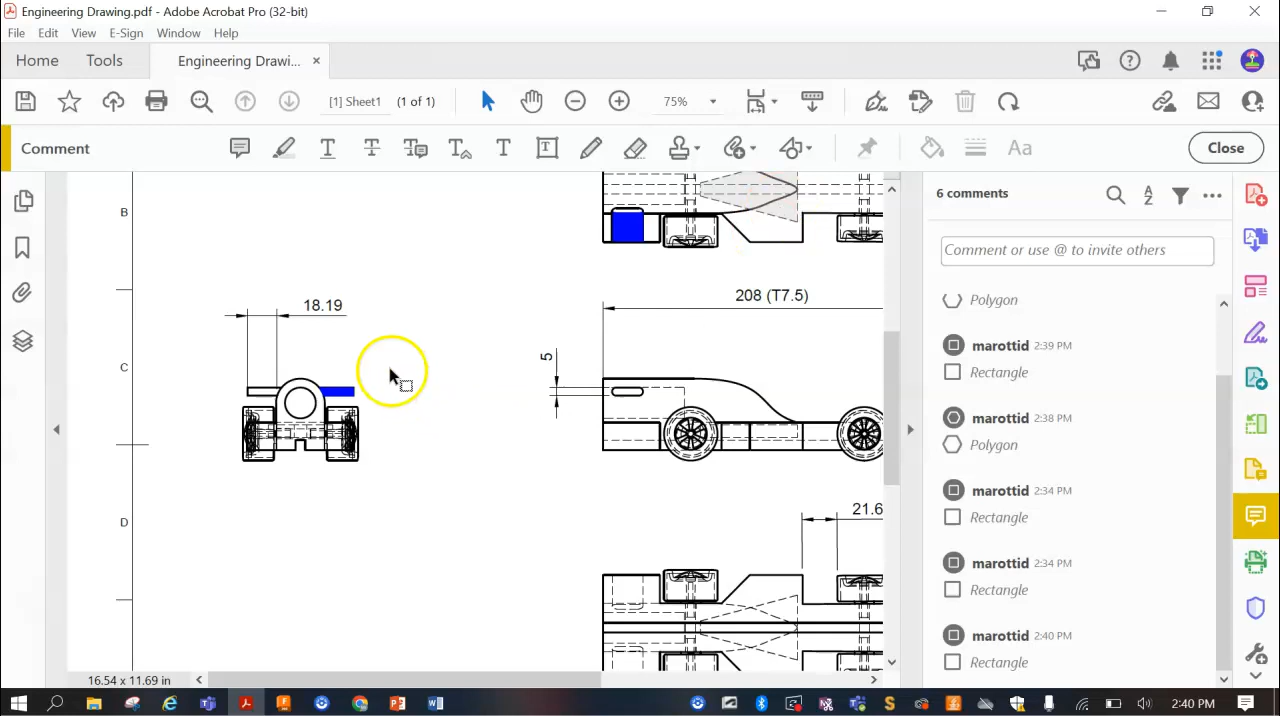 Engineering Drawing.pdf - Adobe Acrobat Pro (32-bit)
File Edit View E-Sign Window Help
Home Tools Engineering Drawi... ×
[1] Sheet1 (1 of 1) 75%
Comment Close
6 comments
Comment or use @ to invite others
Polygon
marottid 2:39 PM
Rectangle
marottid 2:38 PM
Polygon
marottid 2:34 PM
Rectangle
marottid 2:34 PM
Rectangle
marottid 2:40 PM
Rectangle
B
C
D
18.19
208 (T7.5)
5
21.6
16.54 x 11.69 in
2:40 PM